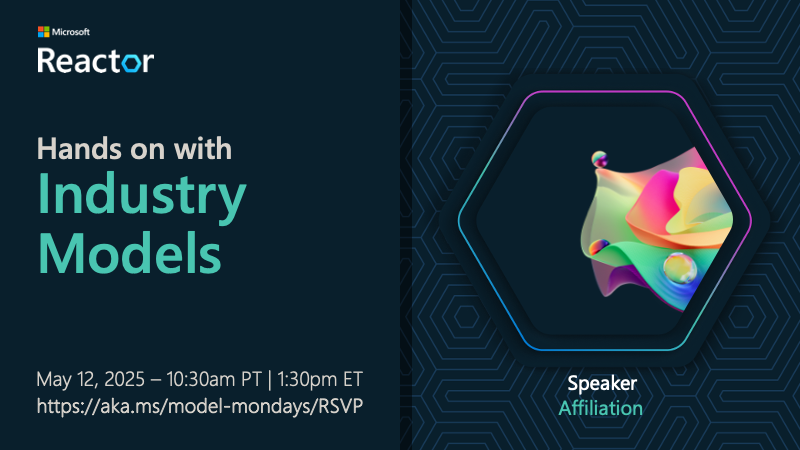 Microsoft
Reactor
Hands on with
Industry
Models
May 12, 2025 – 10:30am PT | 1:30pm ET
https://aka.ms/model-mondays/RSVP
Speaker
Affiliation